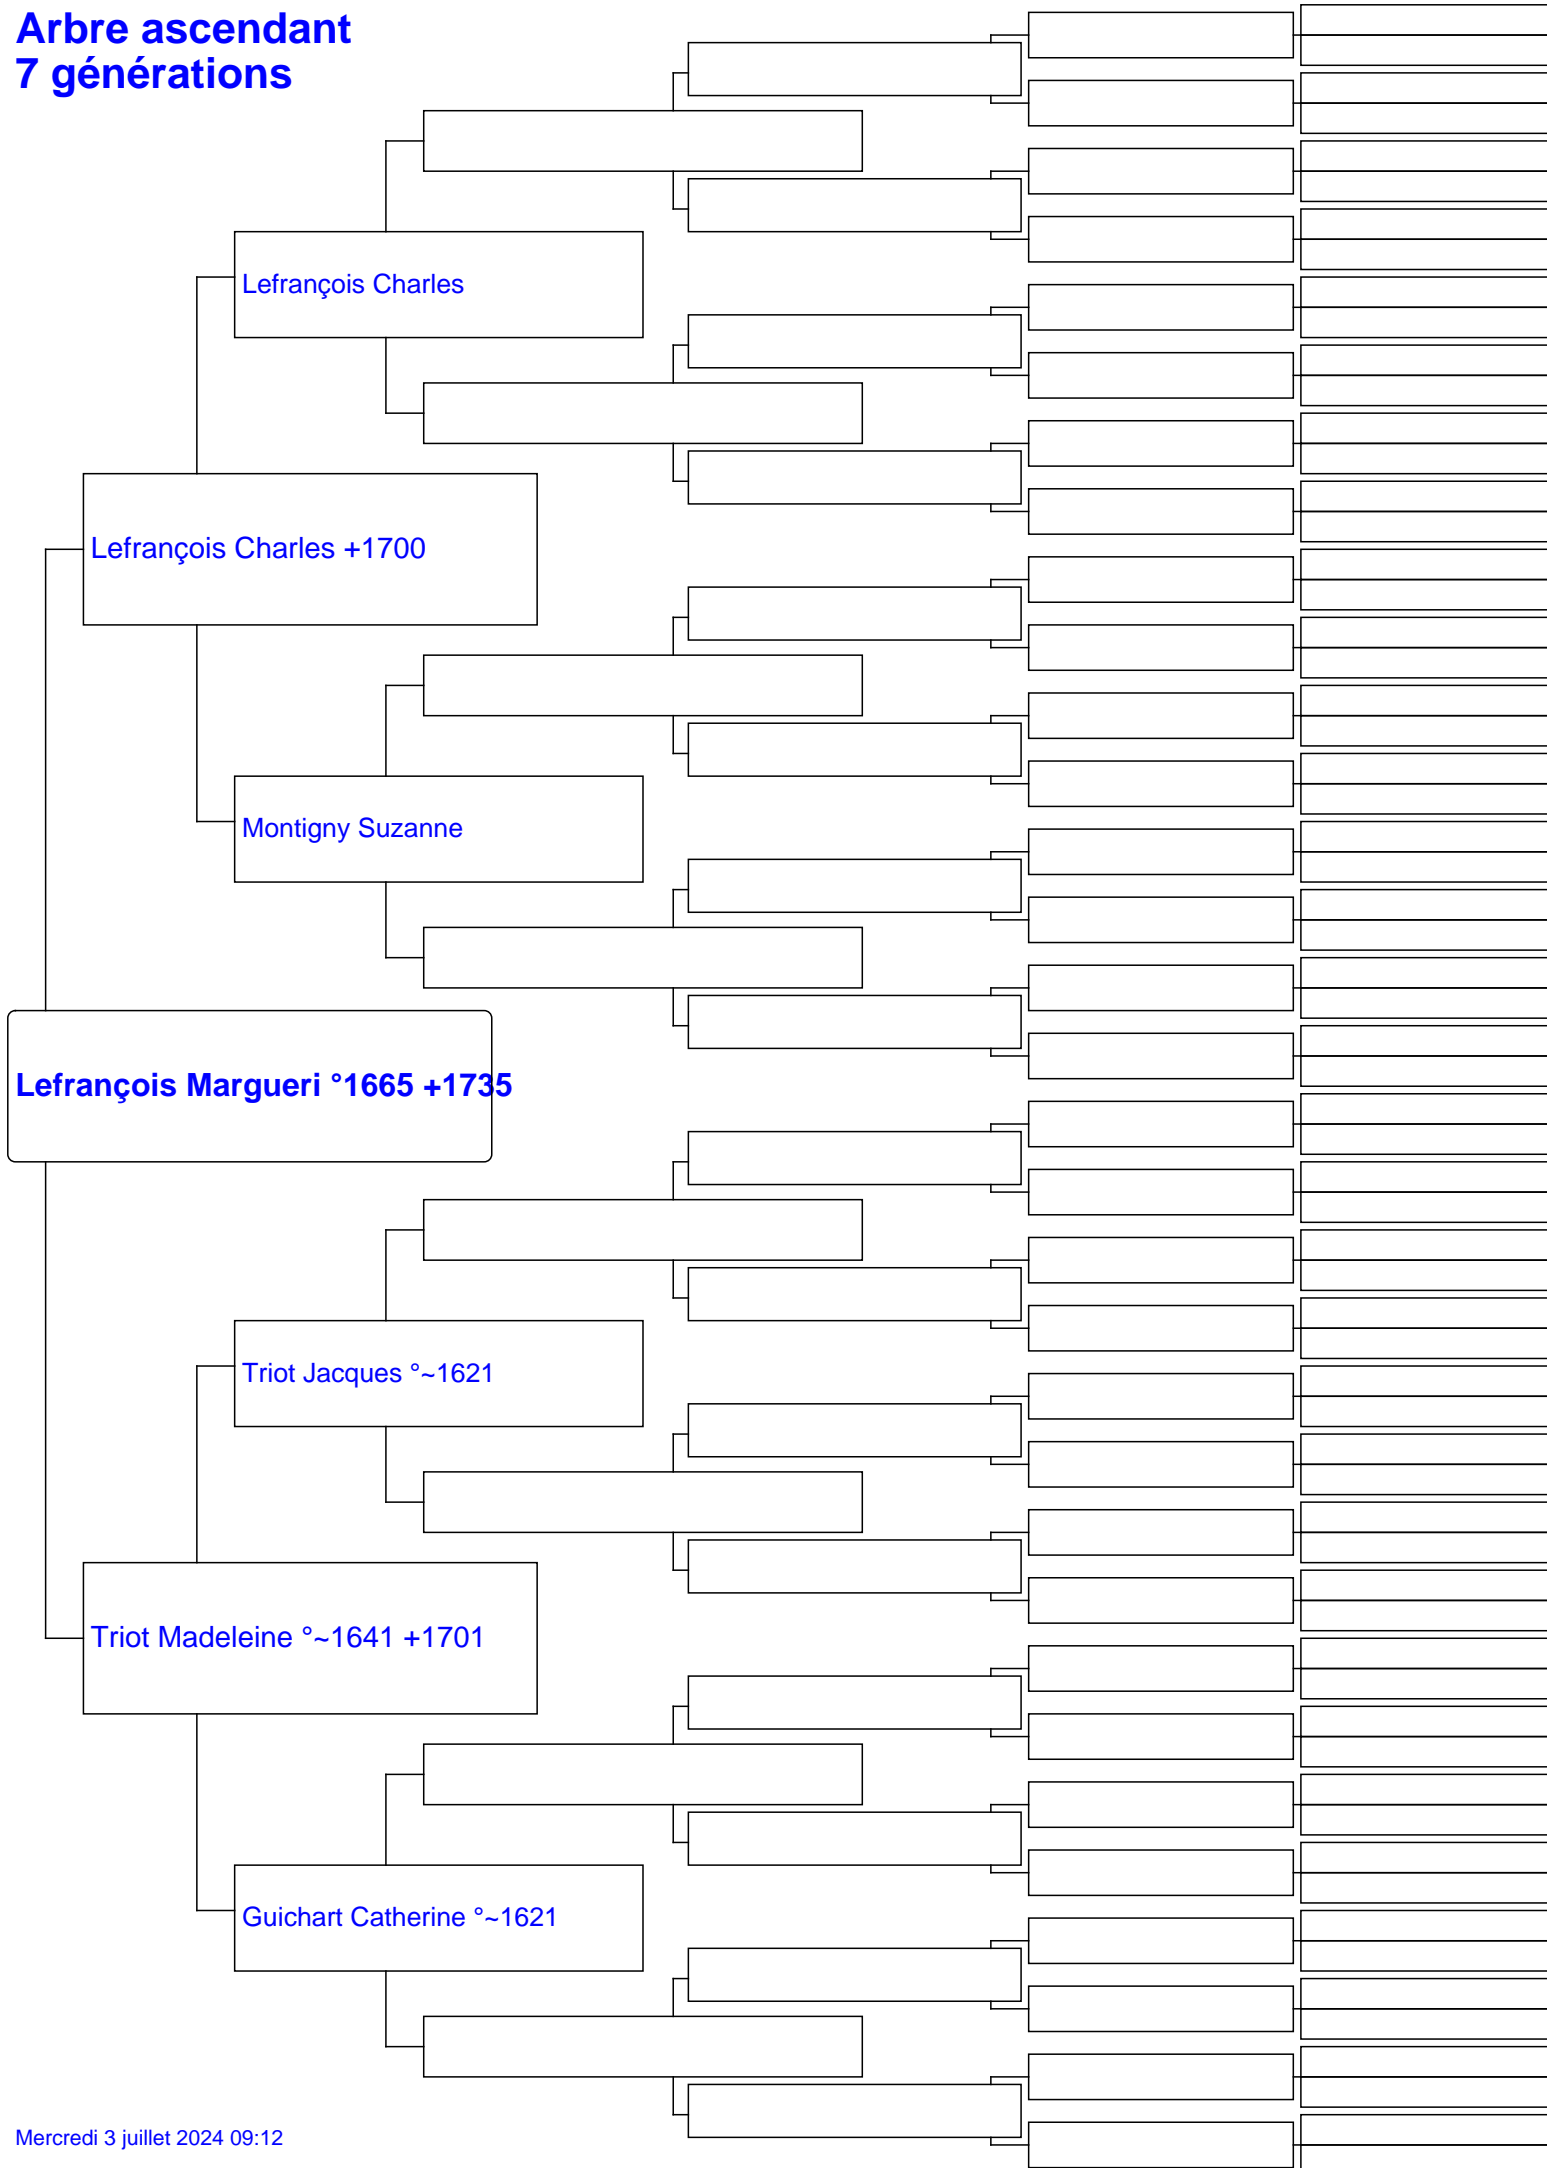 Arbre ascendant
7 générations
Lefrançois Charles
Lefrançois Charles +1700
Montigny Suzanne
Lefrançois Margueri °1665 +1735
Triot Jacques °~1621
Triot Madeleine °~1641 +1701
Guichart Catherine °~1621
Mercredi 3 juillet 2024 09:12